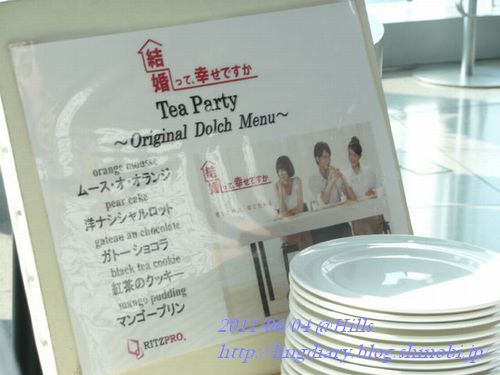 結婚って、幸せですか
Tea Party
～Original Dolch Menu～
orange mousse
ムース・オ・オランジ
pear cake
洋ナシシャルロット
gateau au chocolate
ガトーショコラ
black tea cookie
紅茶のクッキー
mango pudding
マンゴープリン
RITZPRO.
結婚って、幸せですか
2011/06/04 @Hills
http://lingdiary.blog.shinobi.jp/